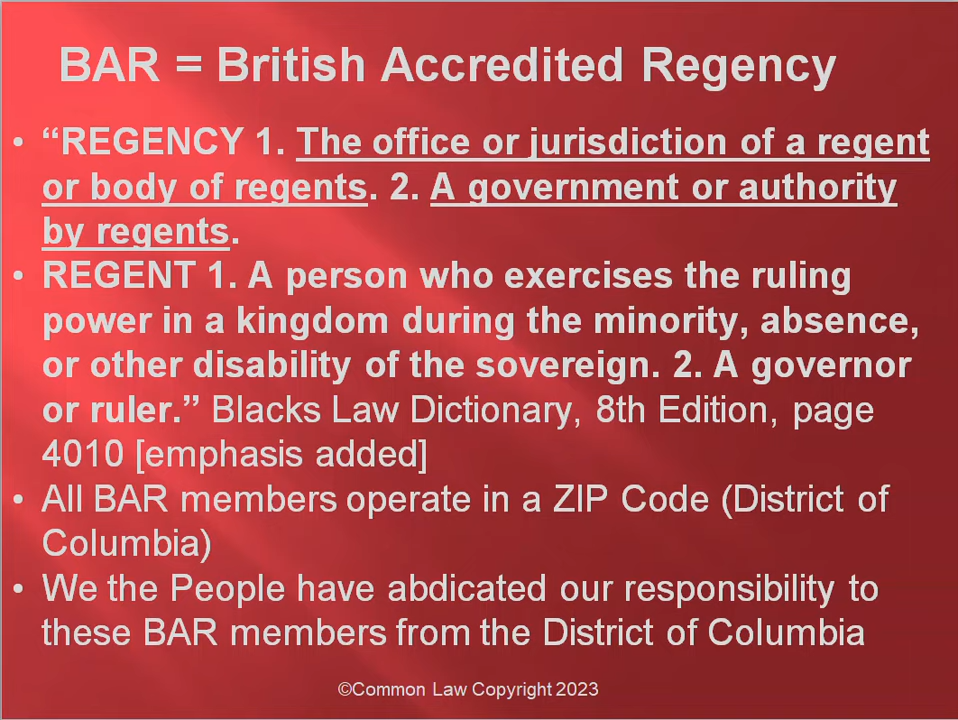 BAR = British Accredited Regency
• “REGENCY 1. The office or jurisdiction of a regent
or body of regents. 2. A government or authority
by regents.
• REGENT 1. A person who exercises the ruling
power in a kingdom during the minority, absence,
or other disability of the sovereign. 2. A governor
or ruler.” Blacks Law Dictionary, 8th Edition, page
4010 [emphasis added]
• All BAR members operate in a ZIP Code (District of
Columbia)
• We the People have abdicated our responsibility to
these BAR members from the District of Columbia
©Common Law Copyright 2023